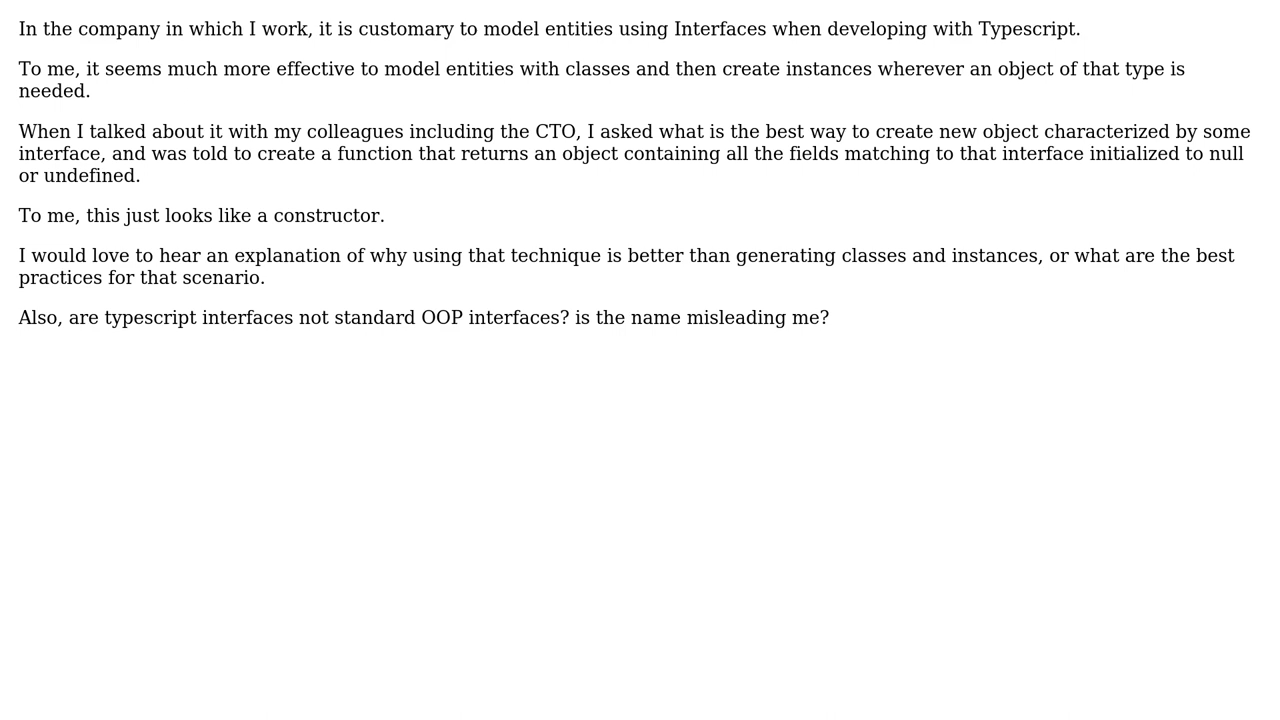 In the company in which I work, it is customary to model entities using Interfaces when developing with Typescript.
To me, it seems much more effective to model entities with classes and then create instances wherever an object of that type is
needed.
When I talked about it with my colleagues including the CTO, I asked what is the best way to create new object characterized by some
interface, and was told to create a function that returns an object containing all the fields matching to that interface initialized to null
or undefined.
To me, this just looks like a constructor.
I would love to hear an explanation of why using that technique is better than generating classes and instances, or what are the best
practices for that scenario.
Also, are typescript interfaces not standard OOP interfaces? is the name misleading me?